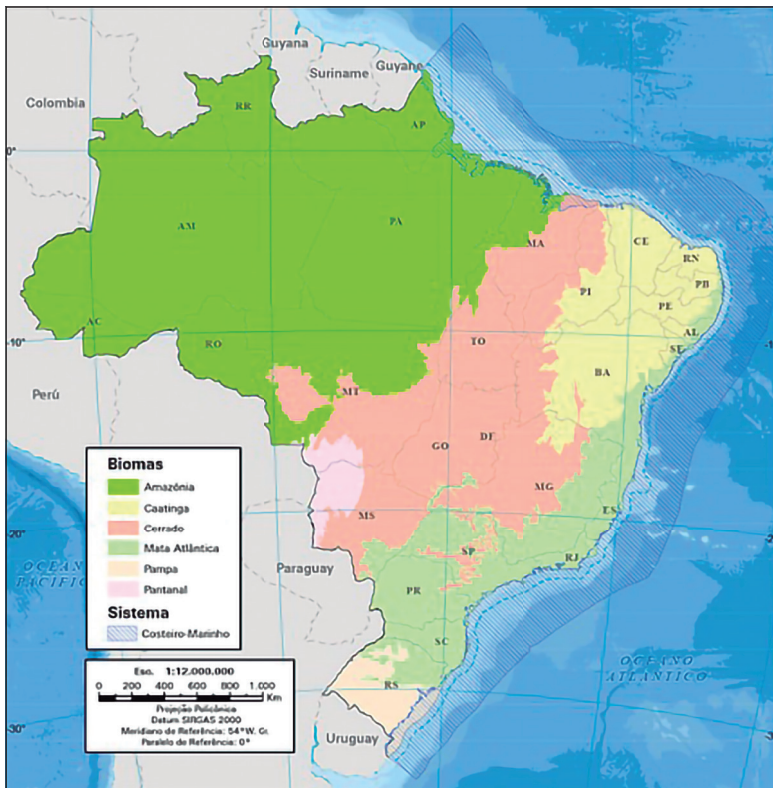 Guyana
Suriname
Guyane
Colombia
RR
AP
0°
AM
PA
MA
CE
RN
PB
PI
PE
AC
AL
SE
-10°
RO
TO
BA
Perú
MT
DF
GO
Biomas
Amazônia
Caatinga
Cerrado
Mata Atlântica
Pampa
Pantanal
Sistema
Costeiro-Marinho
MG
ES
MS
-20°
SP
RJ
OCEANO
PACÍFICO
Paraguay
PR
SC
OCEANO
ATLÂNTICO
RS
Esc. 1:12.000.000
0 200 400 600 800 1.000
Km
Projeção Policônica
Datum SIRGAS 2000
Meridiano de Referência: 54° W. Gr.
Paralelo de Referência: 0°
-30°
Uruguay